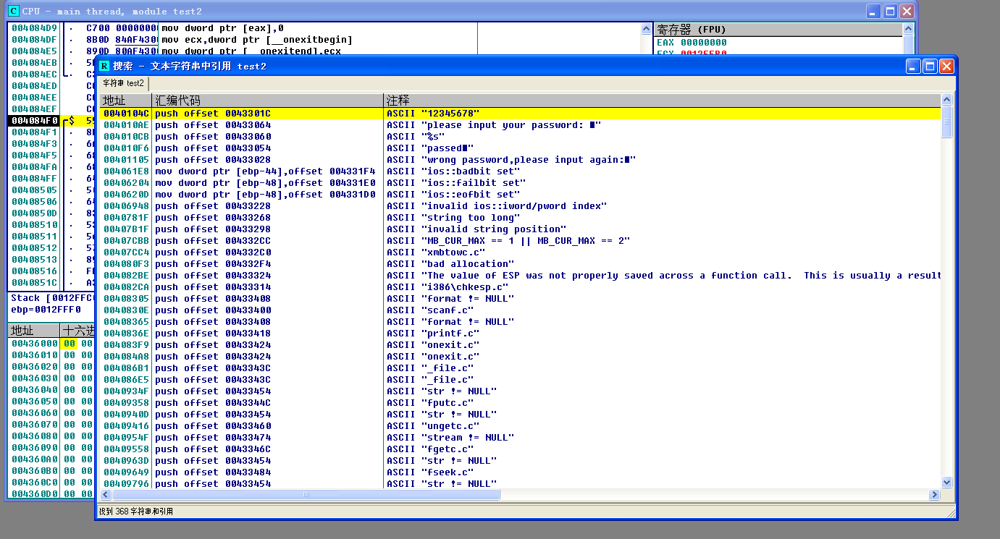 CPU - main thread, module test2
004084D9 . C700 00000000 mov dword ptr [eax],0
004084DF . 8B0D 84AF4300 mov ecx,dword ptr [__onexitbegin]
004084E5 . 890D 80AF4300 mov dword ptr [__onexitend],ecx
004084EB
004084EC
004084ED
004084EE
004084EF
004084F0 $
004084F1
004084F3
004084F5
004084FA
004084FF
00408505
00408506
0040850D
00408510
00408511
00408512
00408513
00408516
0040851C
寄存器 (FPU)
EAX 00000000
Stack [0012FFC
ebp=0012FFF0
地址 十六进
00436000 00 00
00436010 00 00
00436020 00 00
00436030 00 00
00436040 00 00
00436050 00 00
00436060 00 00
00436070 00 00
00436080 00 00
00436090 00 00
004360A0 00 00
004360B0 00 00
004360C0 00 00
004360D0 00 00
搜索 - 文本字符串中引用 test2
字符串 test2
地址 汇编代码 注释
0040104C push offset 0043301C ASCII "12345678"
004010AE push offset 00433064 ASCII "please input your password: ■"
004010CB push offset 00433060 ASCII "%s"
004010F6 push offset 00433054 ASCII "passed■"
00401105 push offset 00433028 ASCII "wrong password,please input again:■"
004061E8 mov dword ptr [ebp-44],offset 004331F4 ASCII "ios::badbit set"
00406204 mov dword ptr [ebp-48],offset 004331E0 ASCII "ios::failbit set"
0040620D mov dword ptr [ebp-48],offset 004331D0 ASCII "ios::eofbit set"
00406948 push offset 00433228 ASCII "invalid ios::iword/pword index"
0040781F push offset 00433268 ASCII "string too long"
00407B1F push offset 00433298 ASCII "invalid string position"
00407CBB push offset 004332CC ASCII "MB_CUR_MAX == 1 || MB_CUR_MAX == 2"
00407CC4 push offset 004332C0 ASCII "xmbtowc.c"
004080F3 push offset 004332F4 ASCII "bad allocation"
004082BE push offset 00433324 ASCII "The value of ESP was not properly saved across a function call.  This is usually a result
004082CA push offset 00433314 ASCII "i386\chkesp.c"
00408305 push offset 00433408 ASCII "format != NULL"
0040830E push offset 00433400 ASCII "scanf.c"
00408365 push offset 00433408 ASCII "format != NULL"
0040836E push offset 00433418 ASCII "printf.c"
004083F9 push offset 00433424 ASCII "onexit.c"
004084A8 push offset 00433424 ASCII "onexit.c"
004086B1 push offset 0043343C ASCII "_file.c"
004086E5 push offset 0043343C ASCII "_file.c"
0040934F push offset 00433454 ASCII "str != NULL"
00409358 push offset 0043344C ASCII "fputc.c"
0040940D push offset 00433454 ASCII "str != NULL"
00409416 push offset 00433460 ASCII "ungetc.c"
0040954F push offset 00433474 ASCII "stream != NULL"
00409558 push offset 0043346C ASCII "fgetc.c"
0040963D push offset 00433454 ASCII "str != NULL"
00409649 push offset 00433484 ASCII "fseek.c"
00409796 push offset 00433454 ASCII "str != NULL"
找到 368 字符串和引用